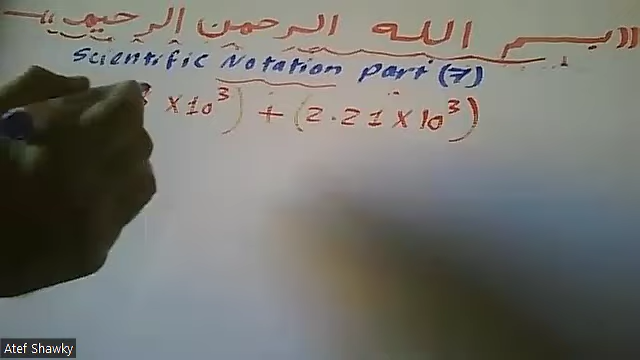 «بسم الله الرحمن الرحيم»
Scientific Notation Part (7)
x10³) + (2.21 x 10³)
Atef Shawky